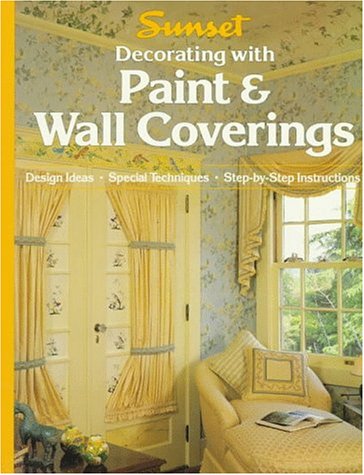 Sunset
Decorating with
Paint &
Wall Coverings
Design Ideas • Special Techniques • Step-by-Step Instructions